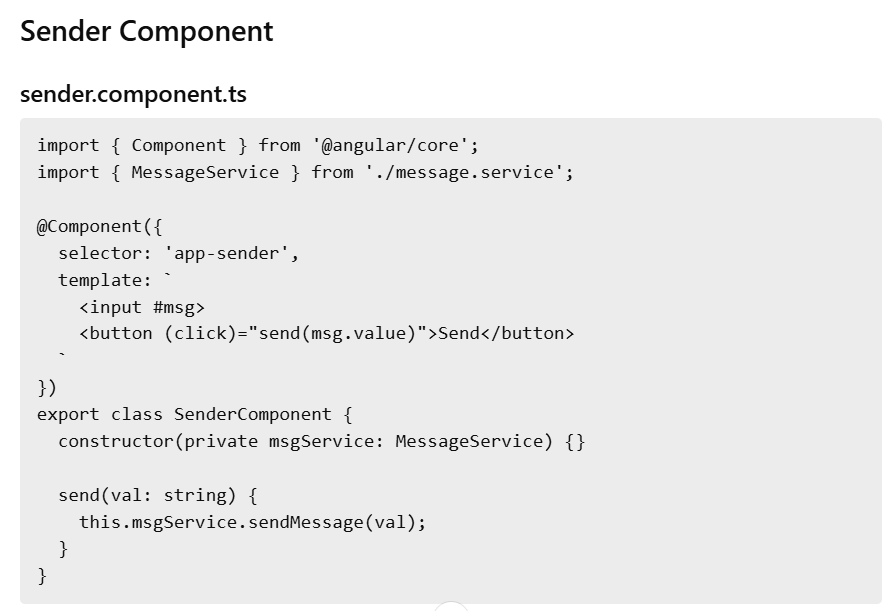 Sender Component
sender.component.ts
import { Component } from '@angular/core';
import { MessageService } from './message.service';

@Component({
  selector: 'app-sender',
  template: `
    <input #msg>
    <button (click)="send(msg.value)">Send</button>
  `
})
export class SenderComponent {
  constructor(private msgService: MessageService) {}

  send(val: string) {
    this.msgService.sendMessage(val);
  }
}